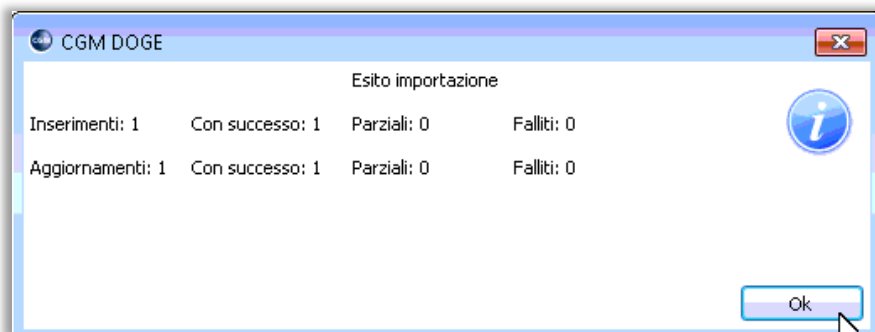 CGM DOGE
Esito importazione
Inserimenti: 1 Con successo: 1 Parziali: 0 Falliti: 0
Aggiornamenti: 1 Con successo: 1 Parziali: 0 Falliti: 0
Ok